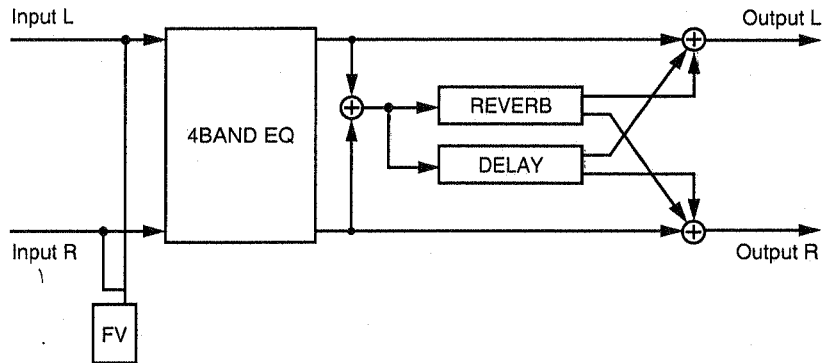 Input L
Output L
4BAND EQ
REVERB
DELAY
Input R
Output R
FV